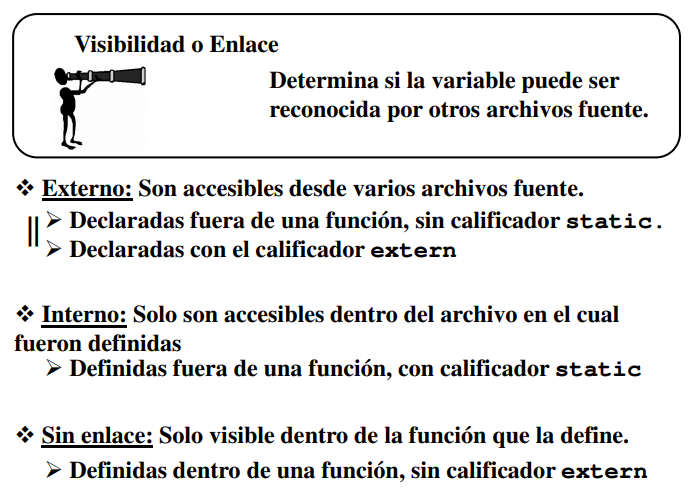 Visibilidad o Enlace
Determina si la variable puede ser
reconocida por otros archivos fuente.
❖ Externo: Son accesibles desde varios archivos fuente.
|| ➢ Declaradas fuera de una función, sin calificador static.
➢ Declaradas con el calificador extern
❖ Interno: Solo son accesibles dentro del archivo en el cual
fueron definidas
➢ Definidas fuera de una función, con calificador static
❖ Sin enlace: Solo visible dentro de la función que la define.
➢ Definidas dentro de una función, sin calificador extern